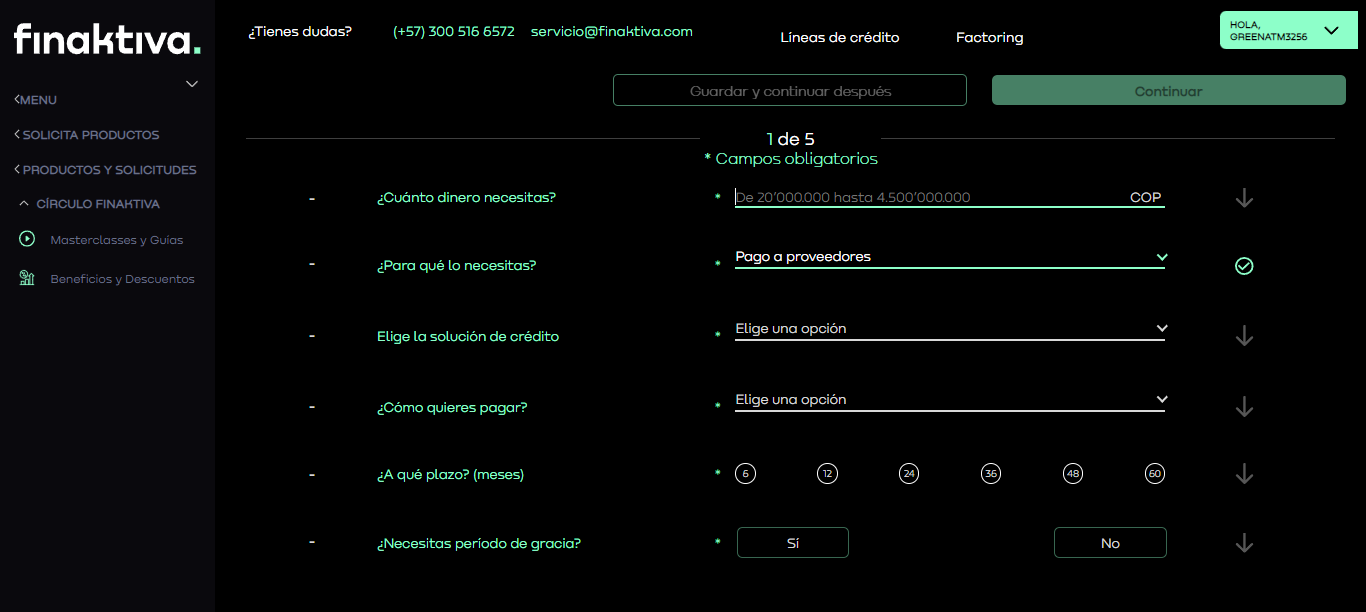 finaktiva.
¿Tienes dudas? (+57) 300 516 6572 servicio@finaktiva.com
Líneas de crédito Factoring
HOLA,
GREENATM3256
MENU
SOLICITA PRODUCTOS
PRODUCTOS Y SOLICITUDES
CÍRCULO FINAKTIVA
Masterclasses y Guías
Beneficios y Descuentos
Guardar y continuar después
Continuar
1 de 5
* Campos obligatorios
- ¿Cuánto dinero necesitas? * De 20'000.000 hasta 4.500'000.000 COP
- ¿Para qué lo necesitas? * Pago a proveedores
- Elige la solución de crédito * Elige una opción
- ¿Cómo quieres pagar? * Elige una opción
- ¿A qué plazo? (meses) * 6 12 24 36 48 60
- ¿Necesitas período de gracia? * Sí No